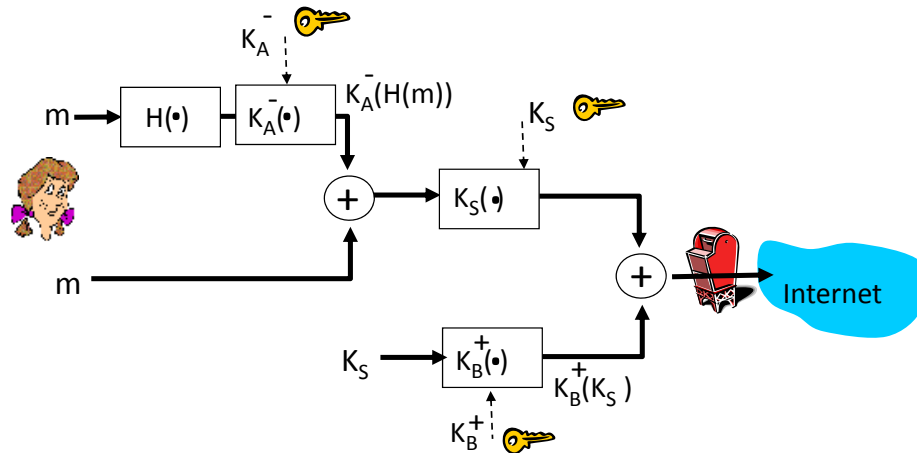 K_A^-
K_A^-(H(m))
m
H(•)
K_A^-(•)
K_S
+
K_S(•)
m
+
Internet
K_S
K_B^+(•)
K_B^+(K_S )
K_B^+